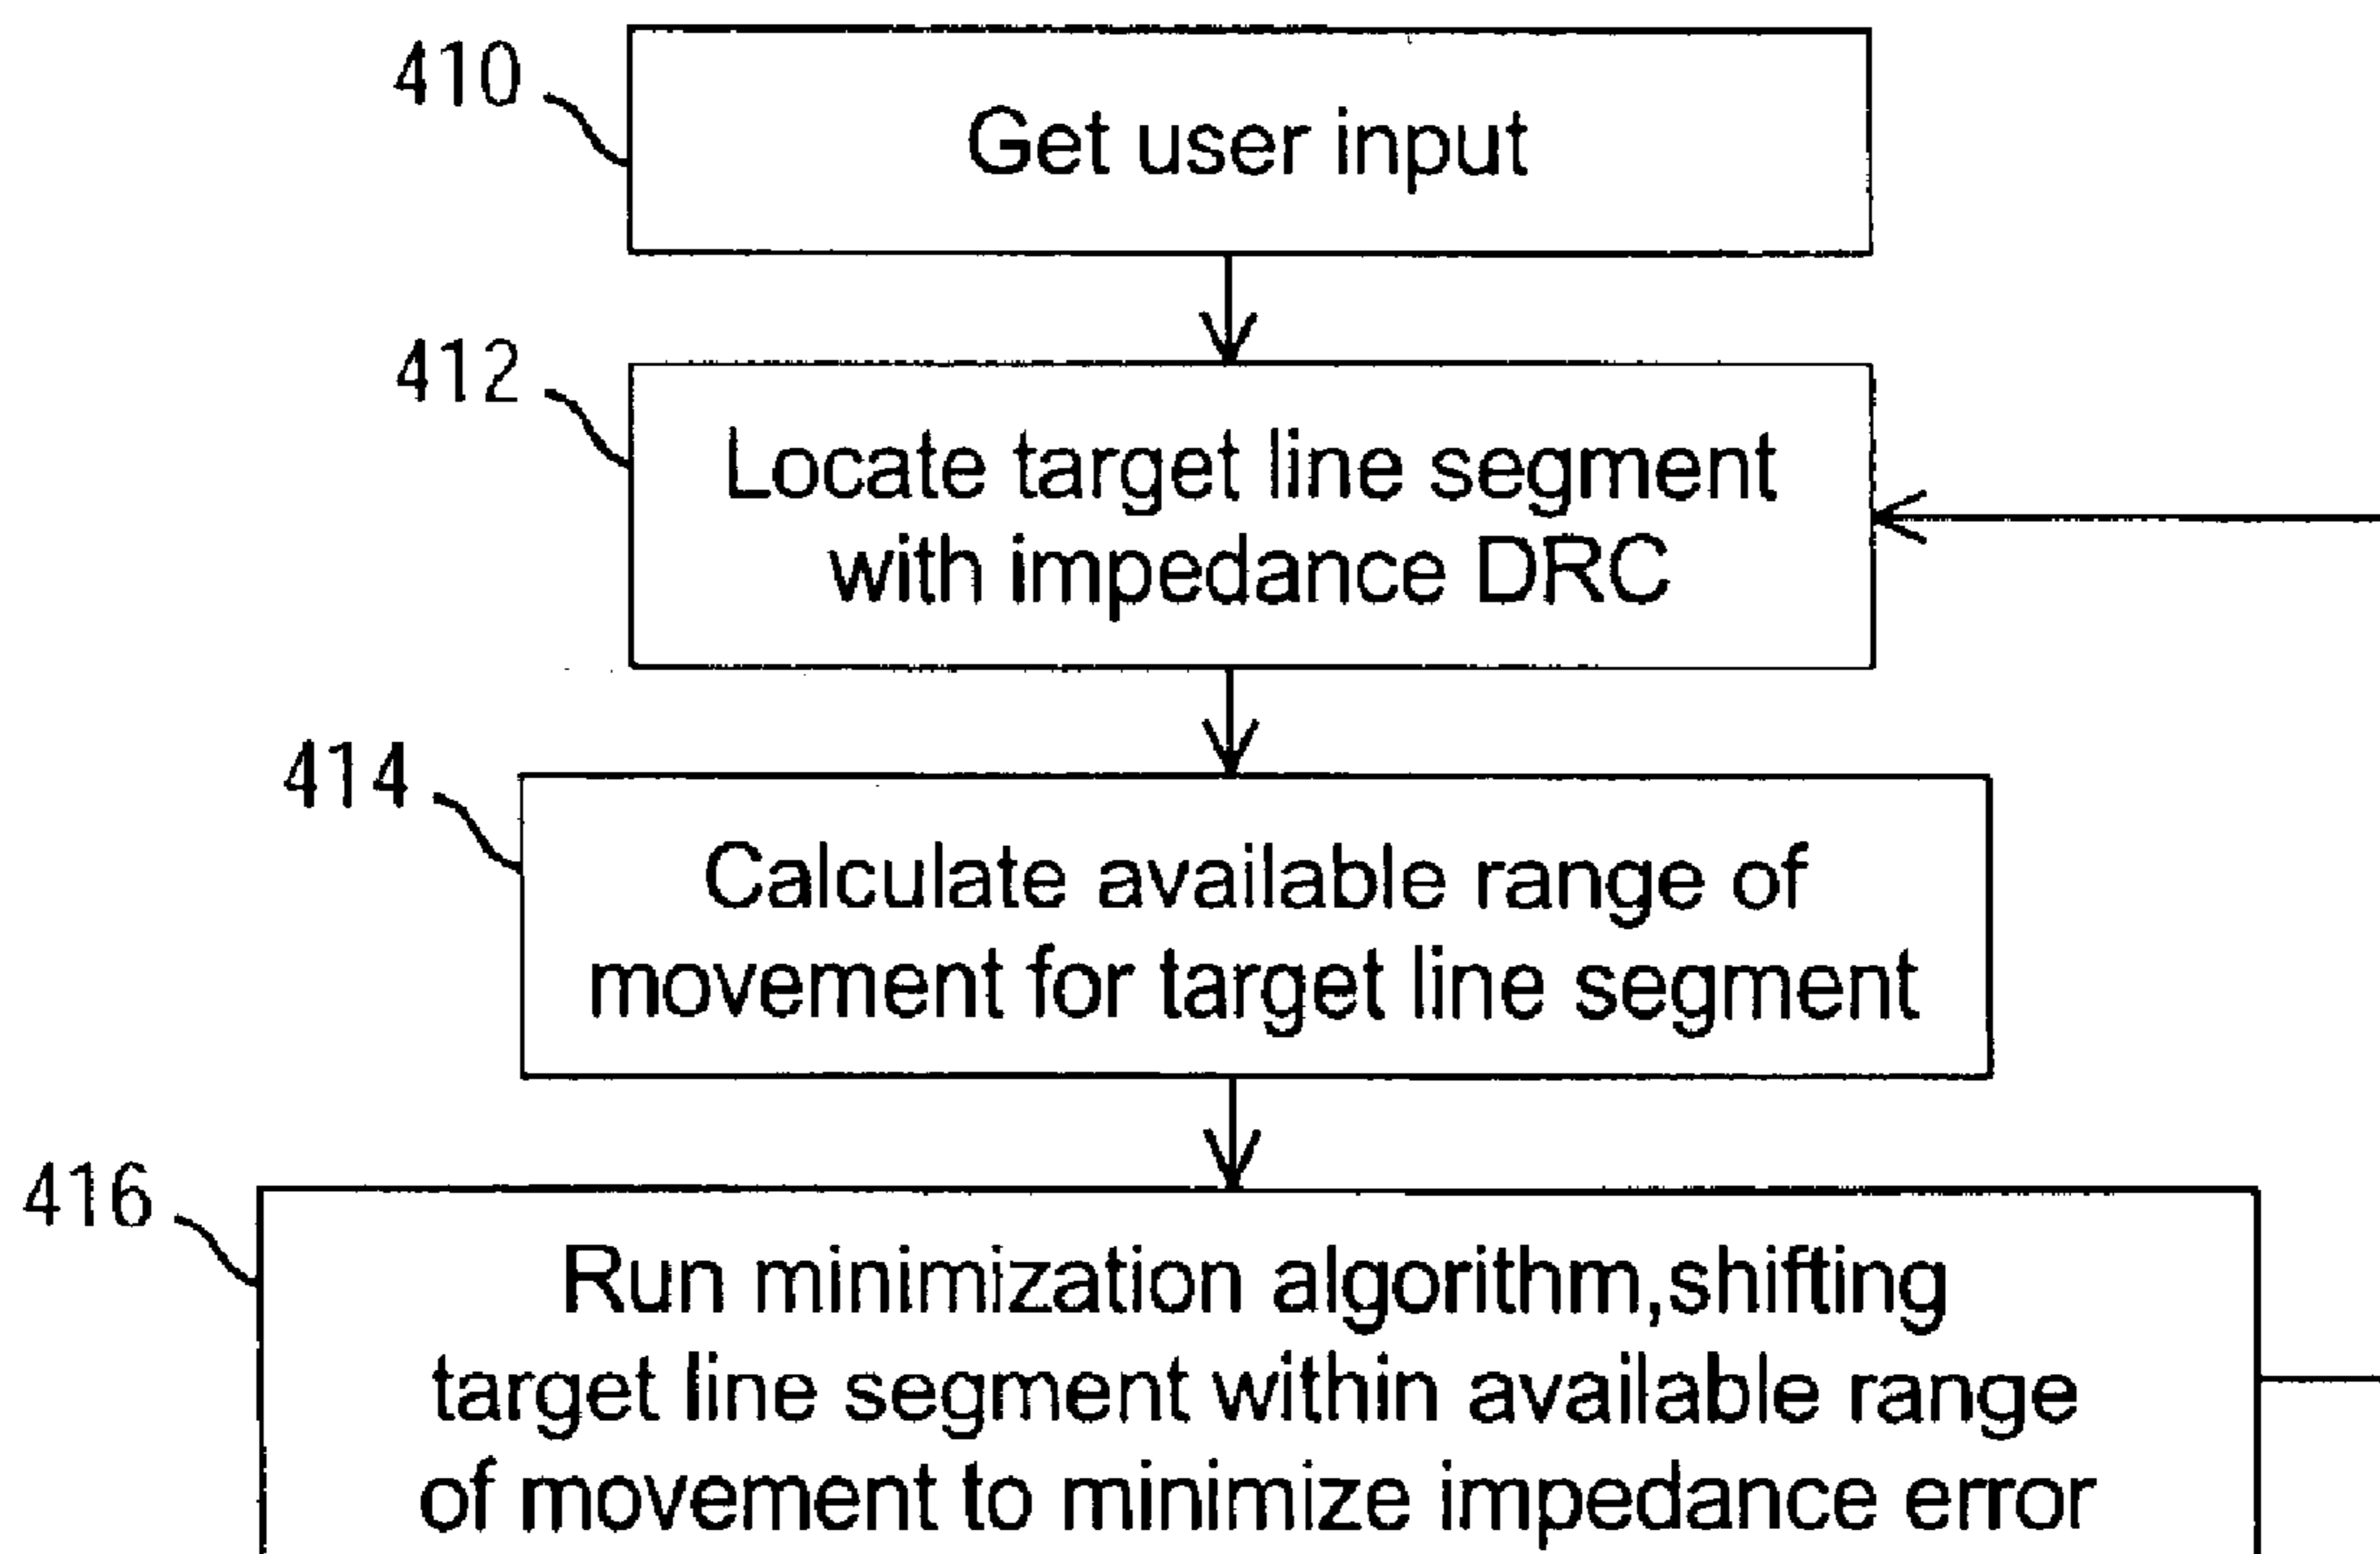 410
Get user input
412
Locate target line segment
with impedance DRC
414
Calculate available range of
movement for target line segment
416
Run minimization algorithm,shifting
target line segment within available range
of movement to minimize impedance error